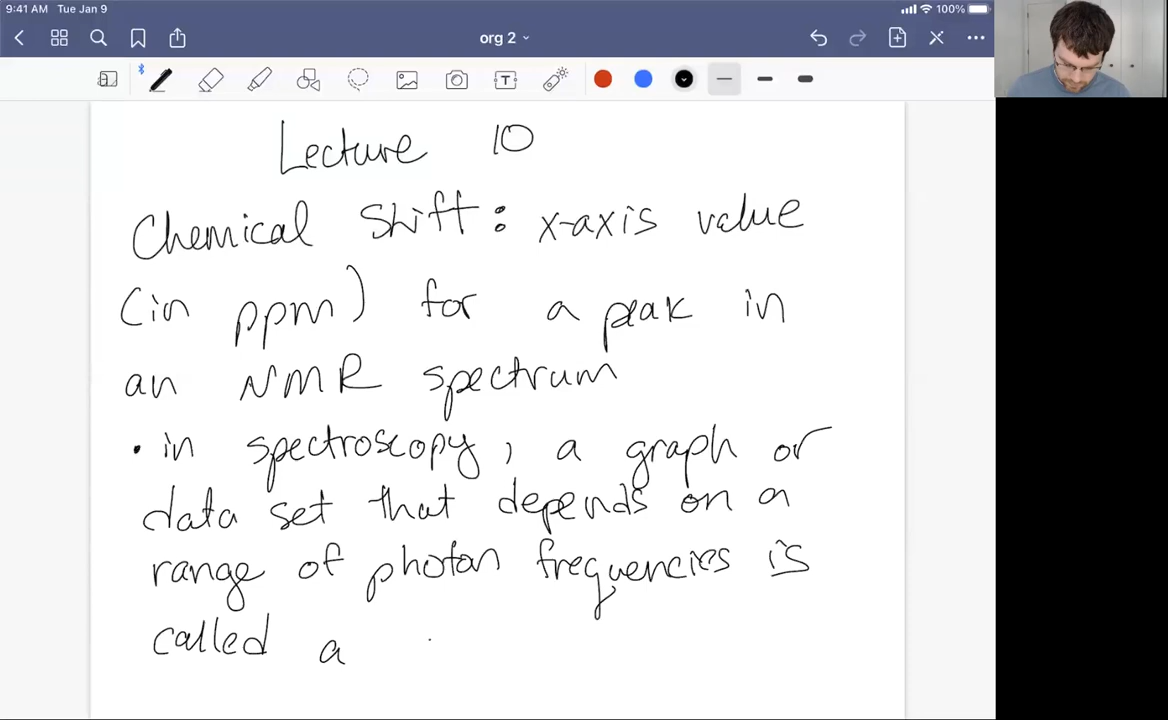 9:41 AM Tue Jan 9
100%
org 2
T
Lecture 10
Chemical Shift: x-axis value
(in ppm) for a peak in
an NMR spectrum
• in spectroscopy, a graph or
data set that depends on a
range of photon frequencies is
called a